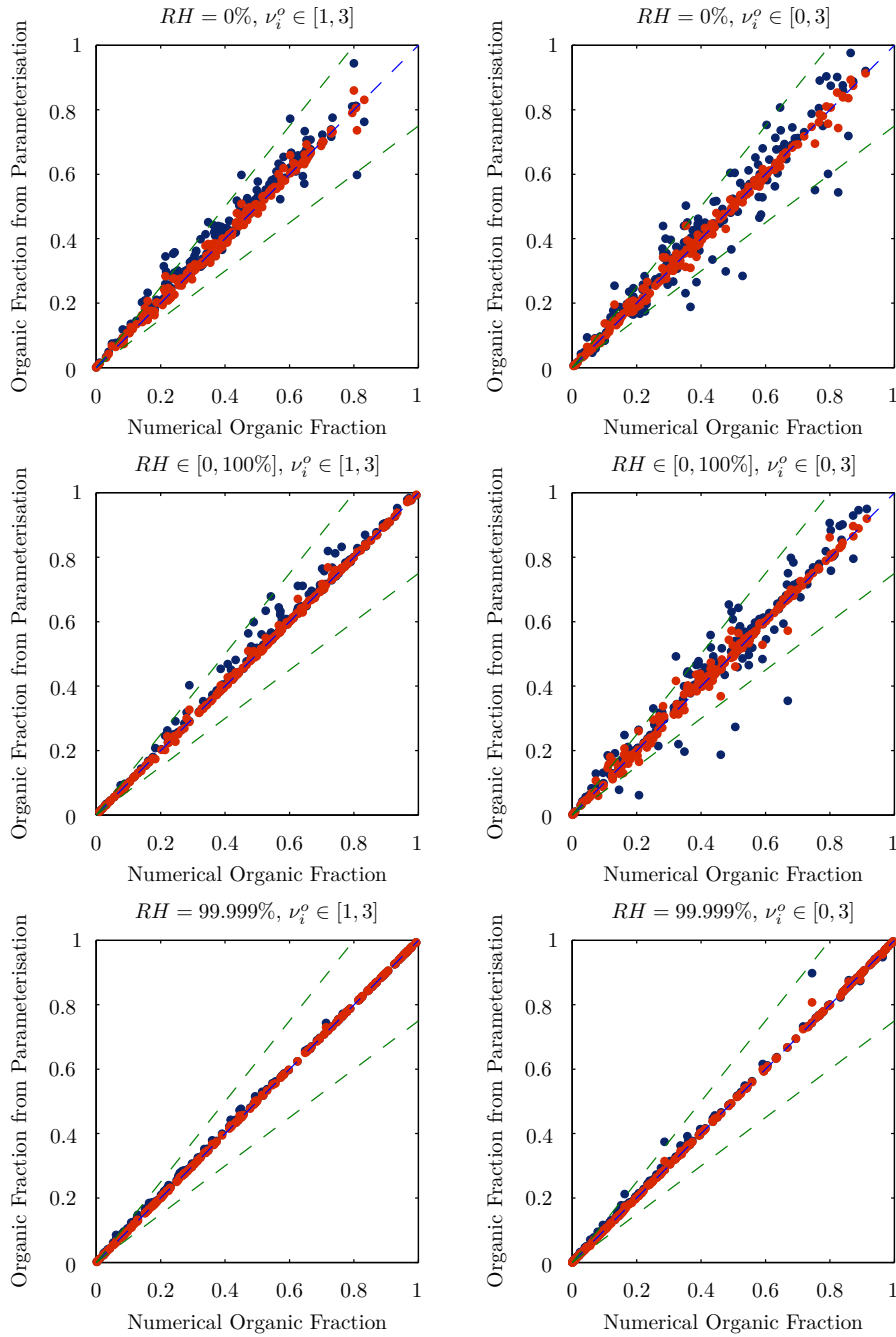 RH = 0%, ν_i^o ∈ [1, 3]
Organic Fraction from Parameterisation
1
0.8
0.6
0.4
0.2
0
0 0.2 0.4 0.6 0.8 1
Numerical Organic Fraction
RH = 0%, ν_i^o ∈ [0, 3]
Organic Fraction from Parameterisation
1
0.8
0.6
0.4
0.2
0
0 0.2 0.4 0.6 0.8 1
Numerical Organic Fraction
RH ∈ [0, 100%], ν_i^o ∈ [1, 3]
Organic Fraction from Parameterisation
1
0.8
0.6
0.4
0.2
0
0 0.2 0.4 0.6 0.8 1
Numerical Organic Fraction
RH ∈ [0, 100%], ν_i^o ∈ [0, 3]
Organic Fraction from Parameterisation
1
0.8
0.6
0.4
0.2
0
0 0.2 0.4 0.6 0.8 1
Numerical Organic Fraction
RH = 99.999%, ν_i^o ∈ [1, 3]
Organic Fraction from Parameterisation
1
0.8
0.6
0.4
0.2
0
0 0.2 0.4 0.6 0.8 1
Numerical Organic Fraction
RH = 99.999%, ν_i^o ∈ [0, 3]
Organic Fraction from Parameterisation
1
0.8
0.6
0.4
0.2
0
0 0.2 0.4 0.6 0.8 1
Numerical Organic Fraction